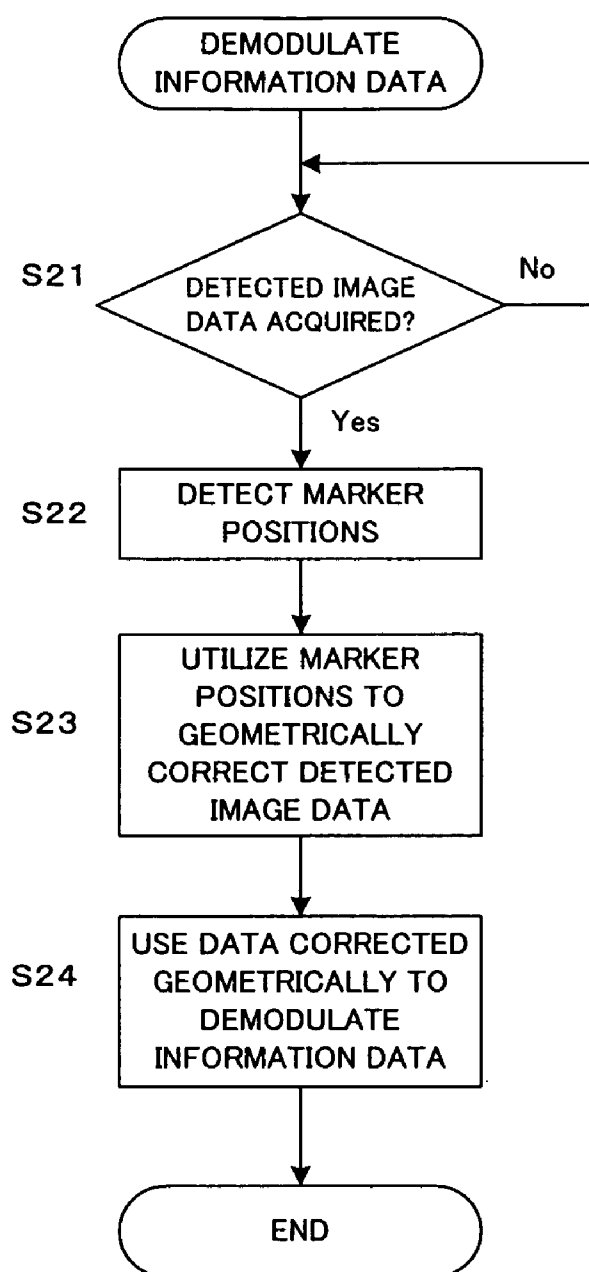 DEMODULATE
INFORMATION DATA
S21
DETECTED IMAGE
DATA ACQUIRED?
No
Yes
S22
DETECT MARKER
POSITIONS
S23
UTILIZE MARKER
POSITIONS TO
GEOMETRICALLY
CORRECT DETECTED
IMAGE DATA
S24
USE DATA CORRECTED
GEOMETRICALLY TO
DEMODULATE
INFORMATION DATA
END